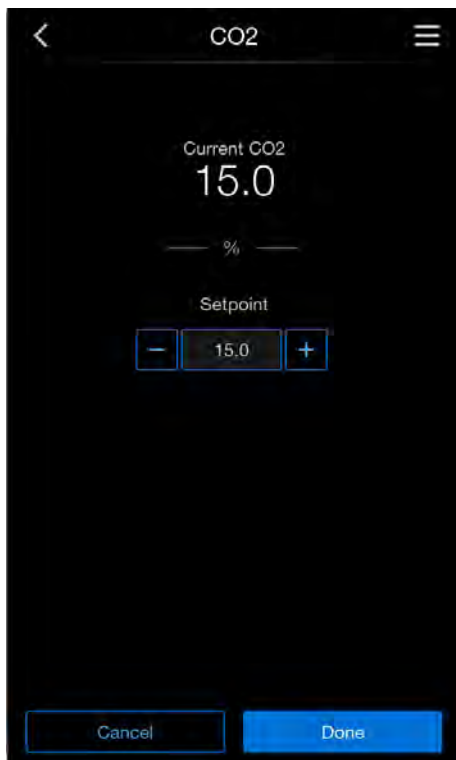 CO2
Current CO2
15.0
%
Setpoint
− 15.0 +
Cancel Done